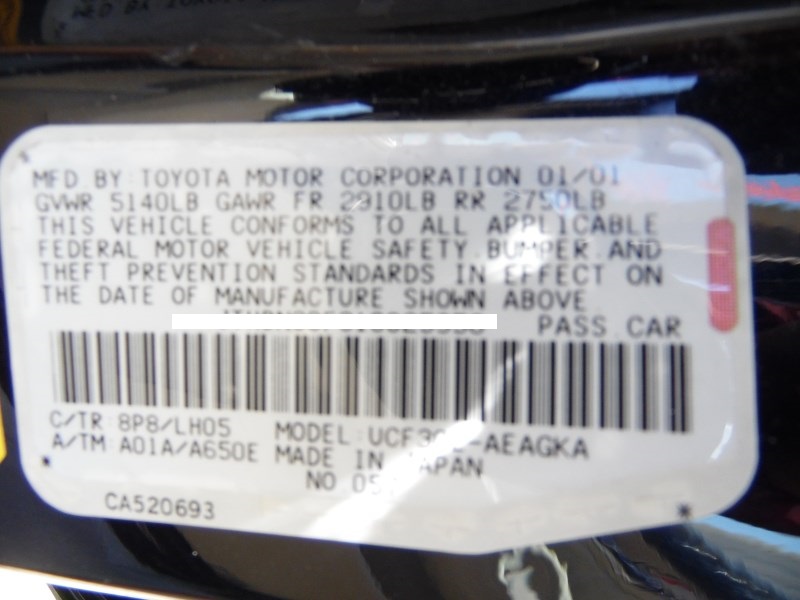 MFD BY TOYOTA MOTOR CORPORATION 01/01
GVWR 5140LB GAWR FR 2910LB RR 2750LB
THIS VEHICLE CONFORMS TO ALL APPLICABLE
FEDERAL MOTOR VEHICLE SAFETY BUMPER AND
THEFT PREVENTION STANDARDS IN EFFECT ON
THE DATE OF MANUFACTURE SHOWN ABOVE
PASS CAR
C/TR:8P8/LH05 MODEL:
A/TM A01A/A650E MADE IN JAPAN
NO
CA520693